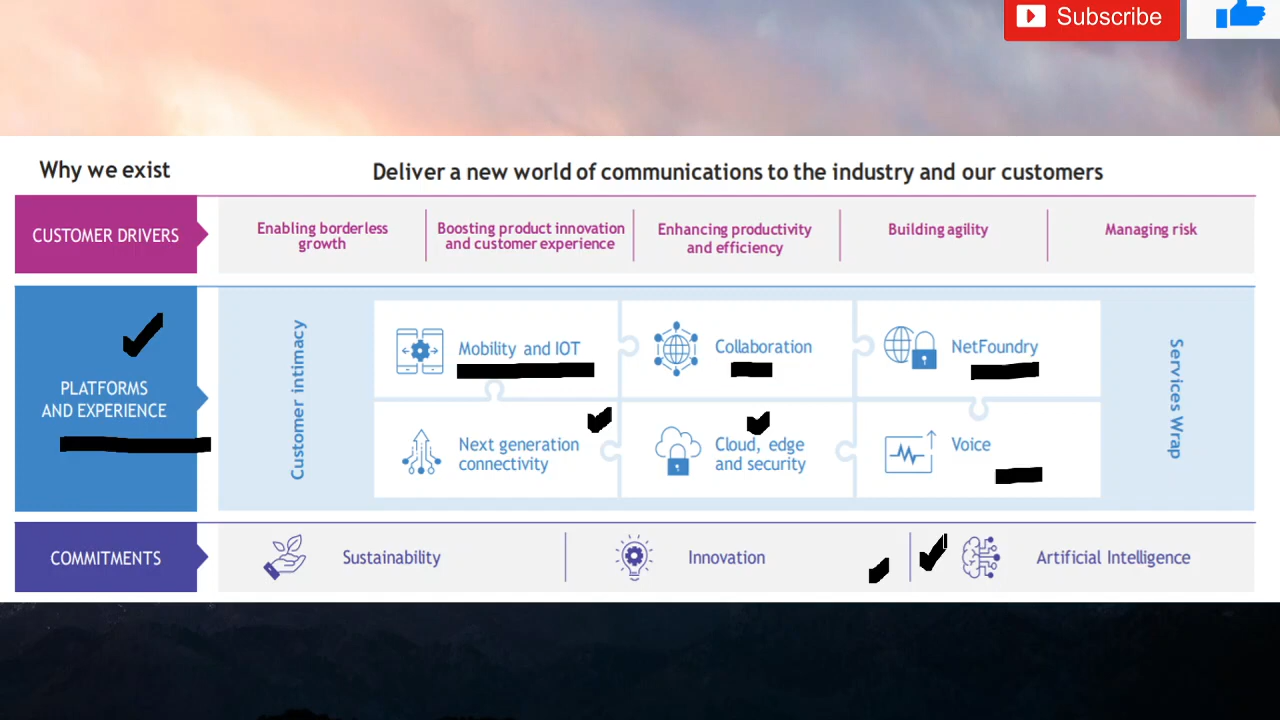 Subscribe
Why we exist
Deliver a new world of communications to the industry and our customers
CUSTOMER DRIVERS
Enabling borderless
growth
Boosting product innovation
and customer experience
Enhancing productivity
and efficiency
Building agility
Managing risk
PLATFORMS
AND EXPERIENCE
Customer intimacy
Mobility and IOT
Collaboration
NetFoundry
Next generation
connectivity
Cloud, edge
and security
Voice
Services Wrap
COMMITMENTS
Sustainability
Innovation
Artificial Intelligence